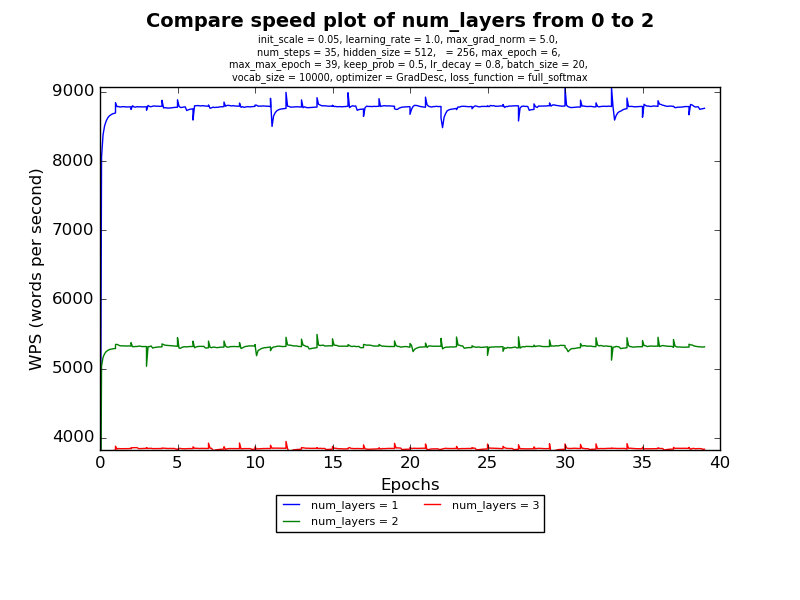 Compare speed plot of num_layers from 0 to 2
init_scale = 0.05, learning_rate = 1.0, max_grad_norm = 5.0,
num_steps = 35, hidden_size = 512,   = 256, max_epoch = 6,
max_max_epoch = 39, keep_prob = 0.5, lr_decay = 0.8, batch_size = 20,
vocab_size = 10000, optimizer = GradDesc, loss_function = full_softmax
9000
8000
7000
6000
5000
4000
WPS (words per second)
0 5 10 15 20 25 30 35 40
Epochs
num_layers = 1 num_layers = 3
num_layers = 2